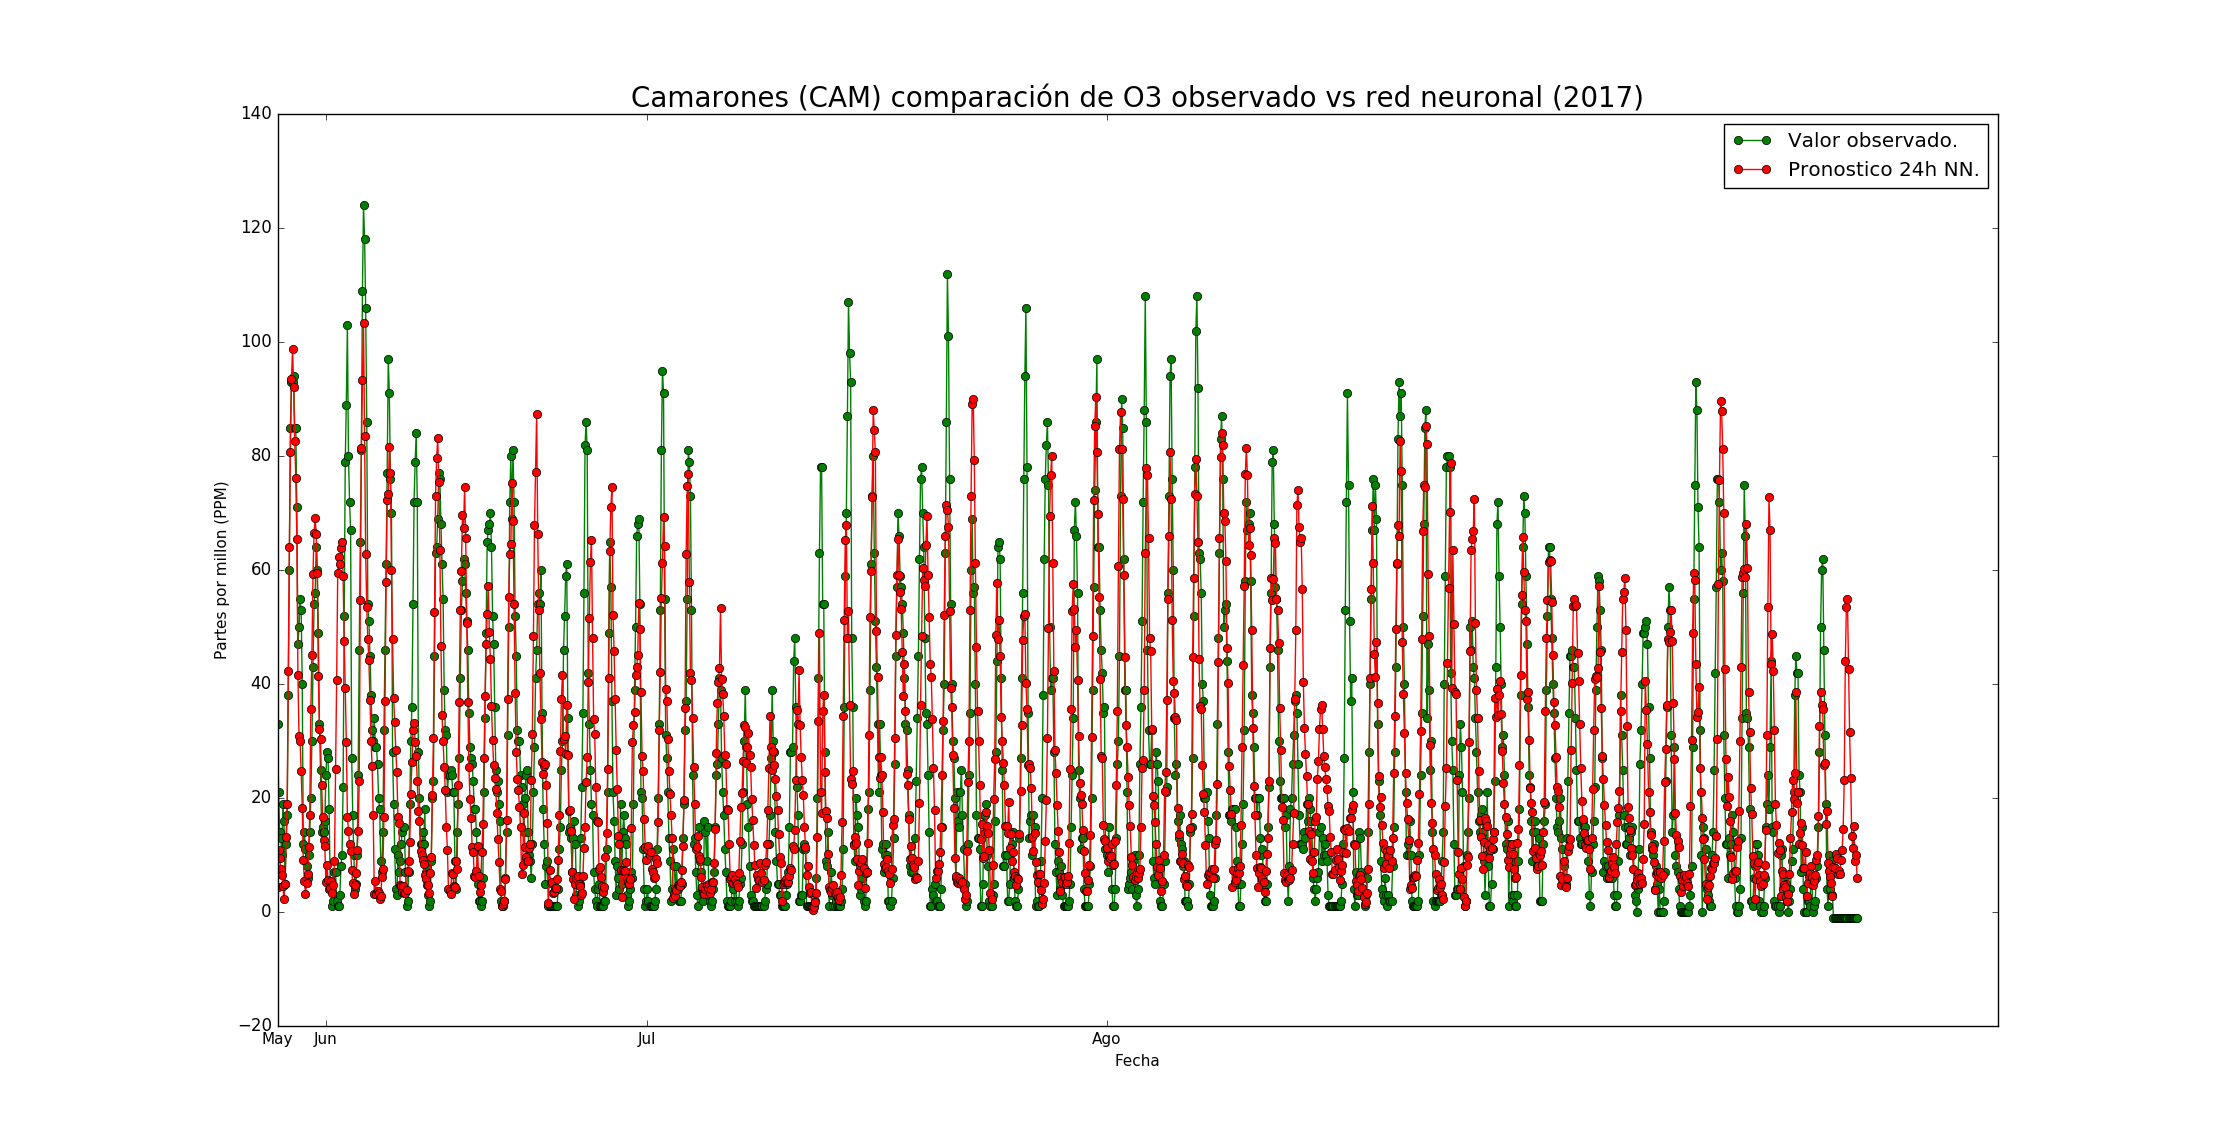 Camarones (CAM) comparación de O3 observado vs red neuronal (2017)
Valor observado.
Pronostico 24h NN.
Partes por millon (PPM)
140
120
100
80
60
40
20
0
−20
May
Jun
Jul
Ago
Fecha